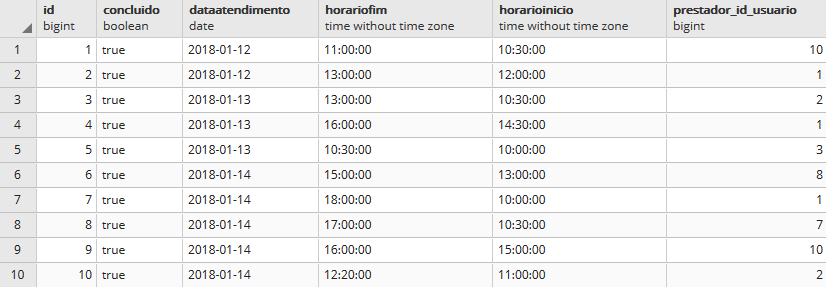 id concluido dataatendimento horariofim horarioinicio prestador_id_usuario
bigint boolean date time without time zone time without time zone bigint
1 1 true 2018-01-12 11:00:00 10:30:00 10
2 2 true 2018-01-12 13:00:00 12:00:00 1
3 3 true 2018-01-13 13:00:00 10:30:00 2
4 4 true 2018-01-13 16:00:00 14:30:00 1
5 5 true 2018-01-13 10:30:00 10:00:00 3
6 6 true 2018-01-14 15:00:00 13:00:00 8
7 7 true 2018-01-14 18:00:00 10:00:00 1
8 8 true 2018-01-14 17:00:00 10:30:00 7
9 9 true 2018-01-14 16:00:00 15:00:00 10
10 10 true 2018-01-14 12:20:00 11:00:00 2